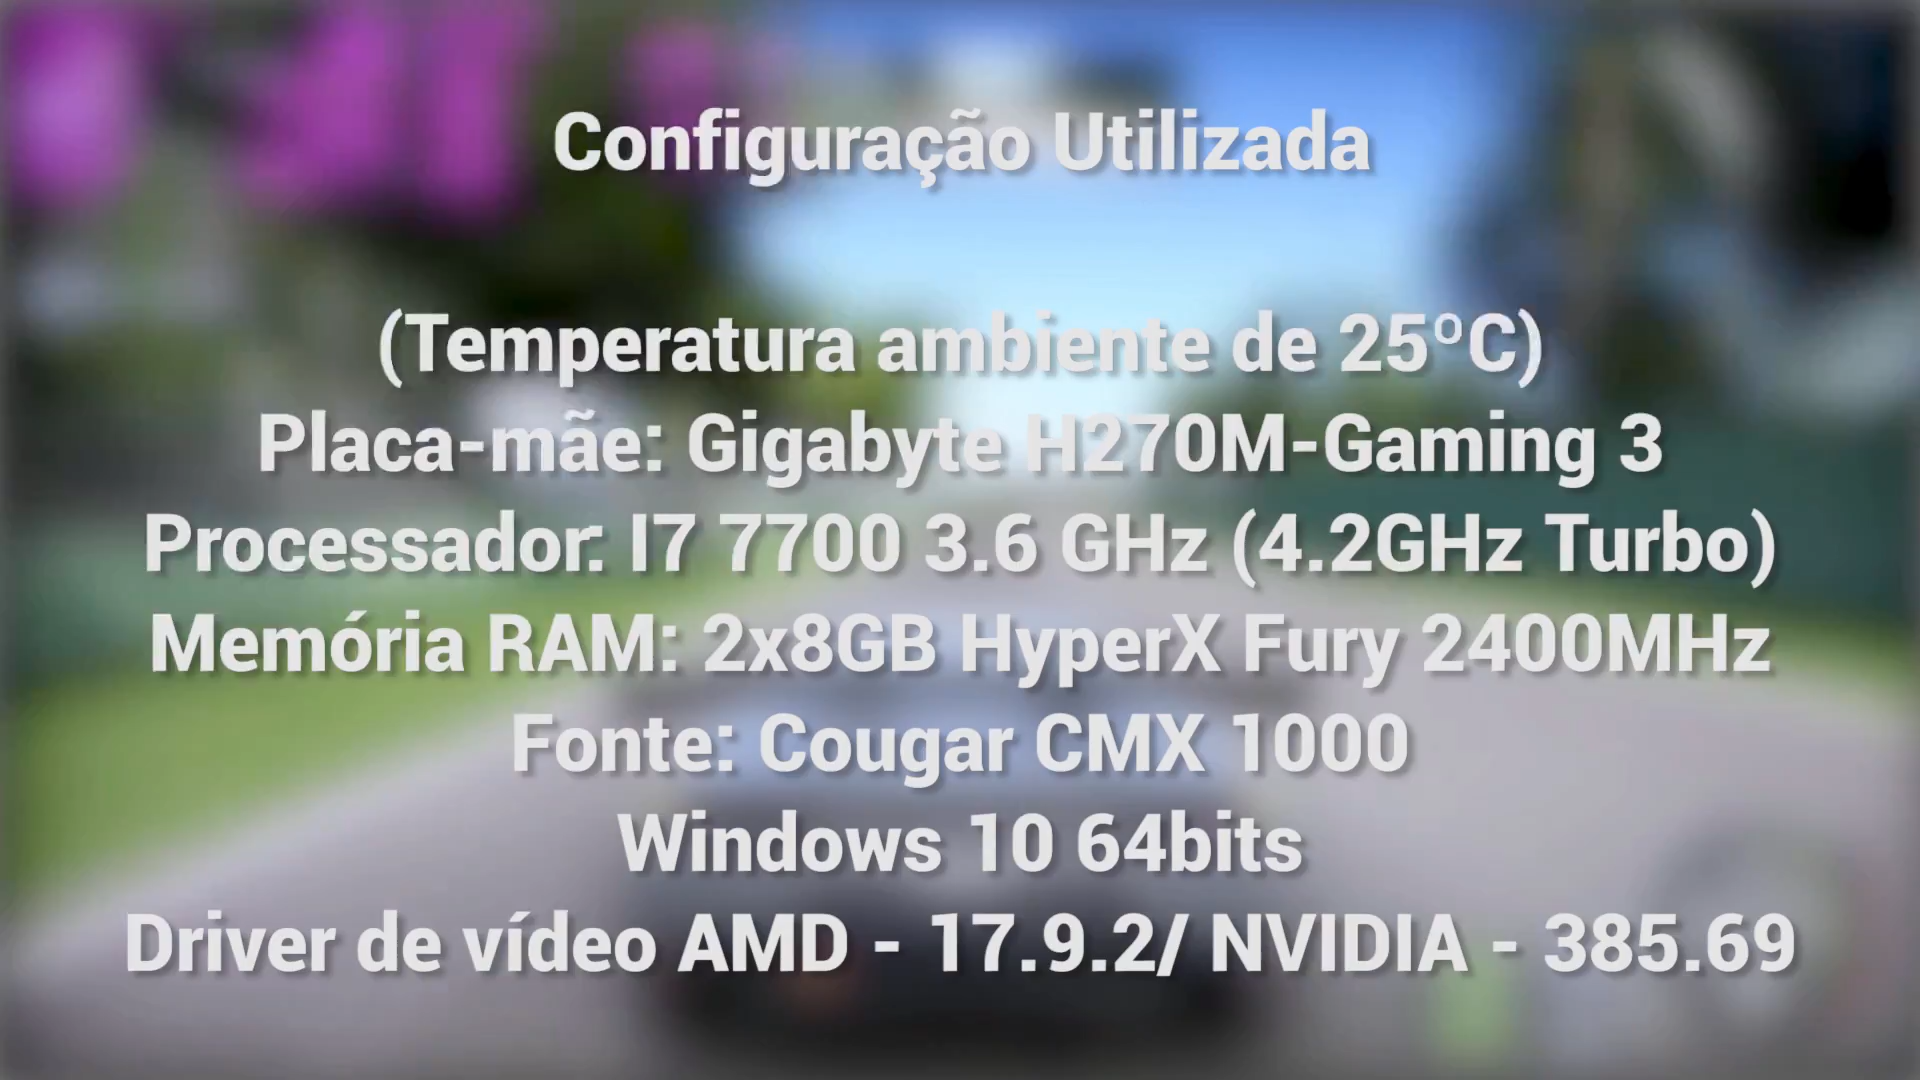 Configuração Utilizada
(Temperatura ambiente de 25ºC)
Placa-mãe: Gigabyte H270M-Gaming 3
Processador: I7 7700 3.6 GHz (4.2GHz Turbo)
Memória RAM: 2x8GB HyperX Fury 2400MHz
Fonte: Cougar CMX 1000
Windows 10 64bits
Driver de vídeo AMD - 17.9.2/ NVIDIA - 385.69